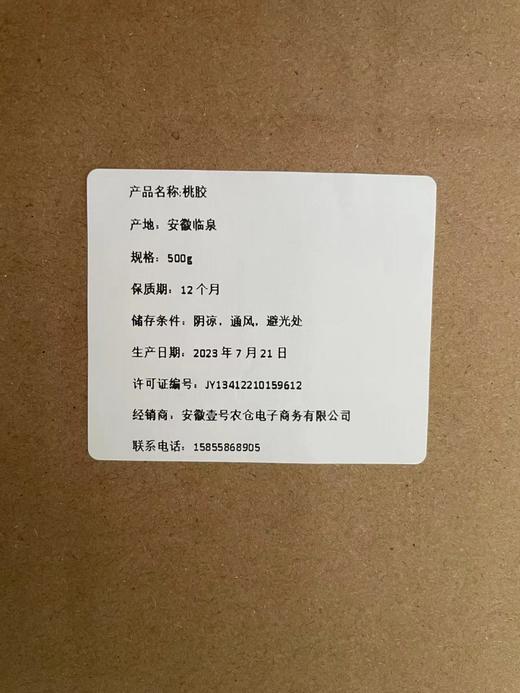 产品名称:桃胶
产地：安徽临泉
规格：500g
保质期：12个月
储存条件：阴凉，通风，避光处
生产日期：2023年7月21日
许可证编号：JY13412210159612
经销商：安徽壹号农仓电子商务有限公司
联系电话：15855868905